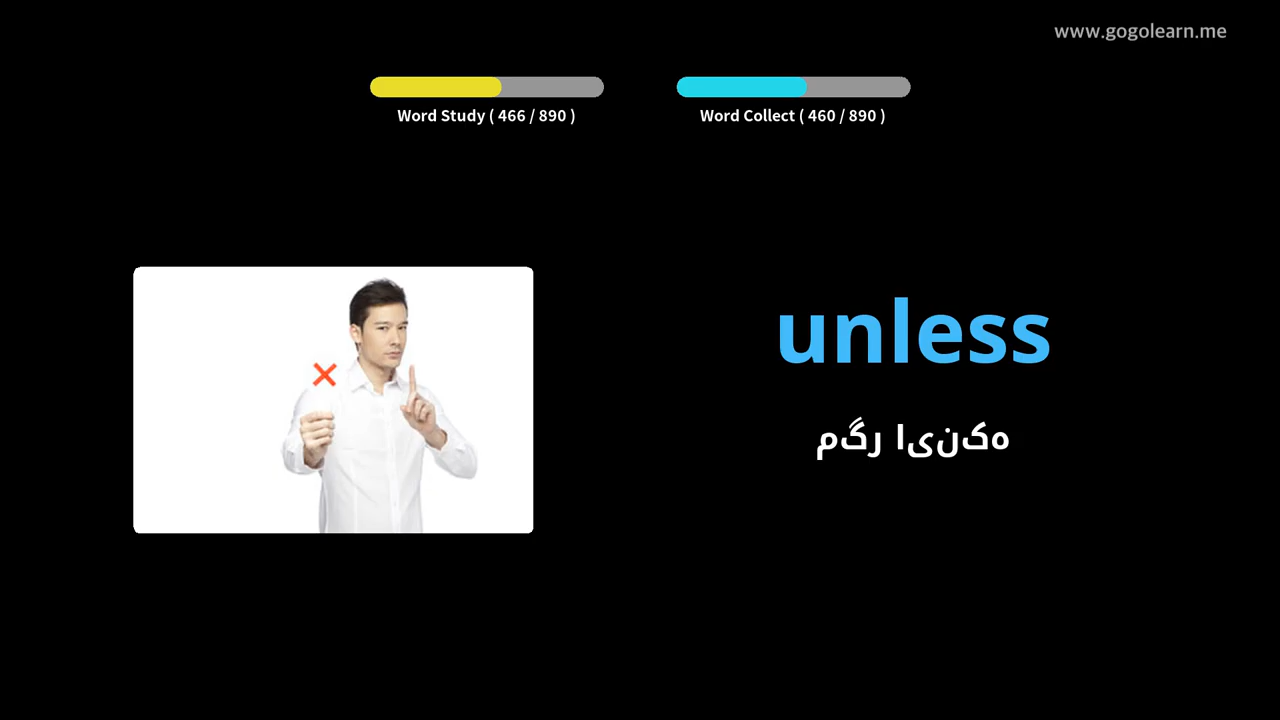 www.gogolearn.me
Word Study ( 466 / 890 )
Word Collect ( 460 / 890 )
unless
مگر اینکه